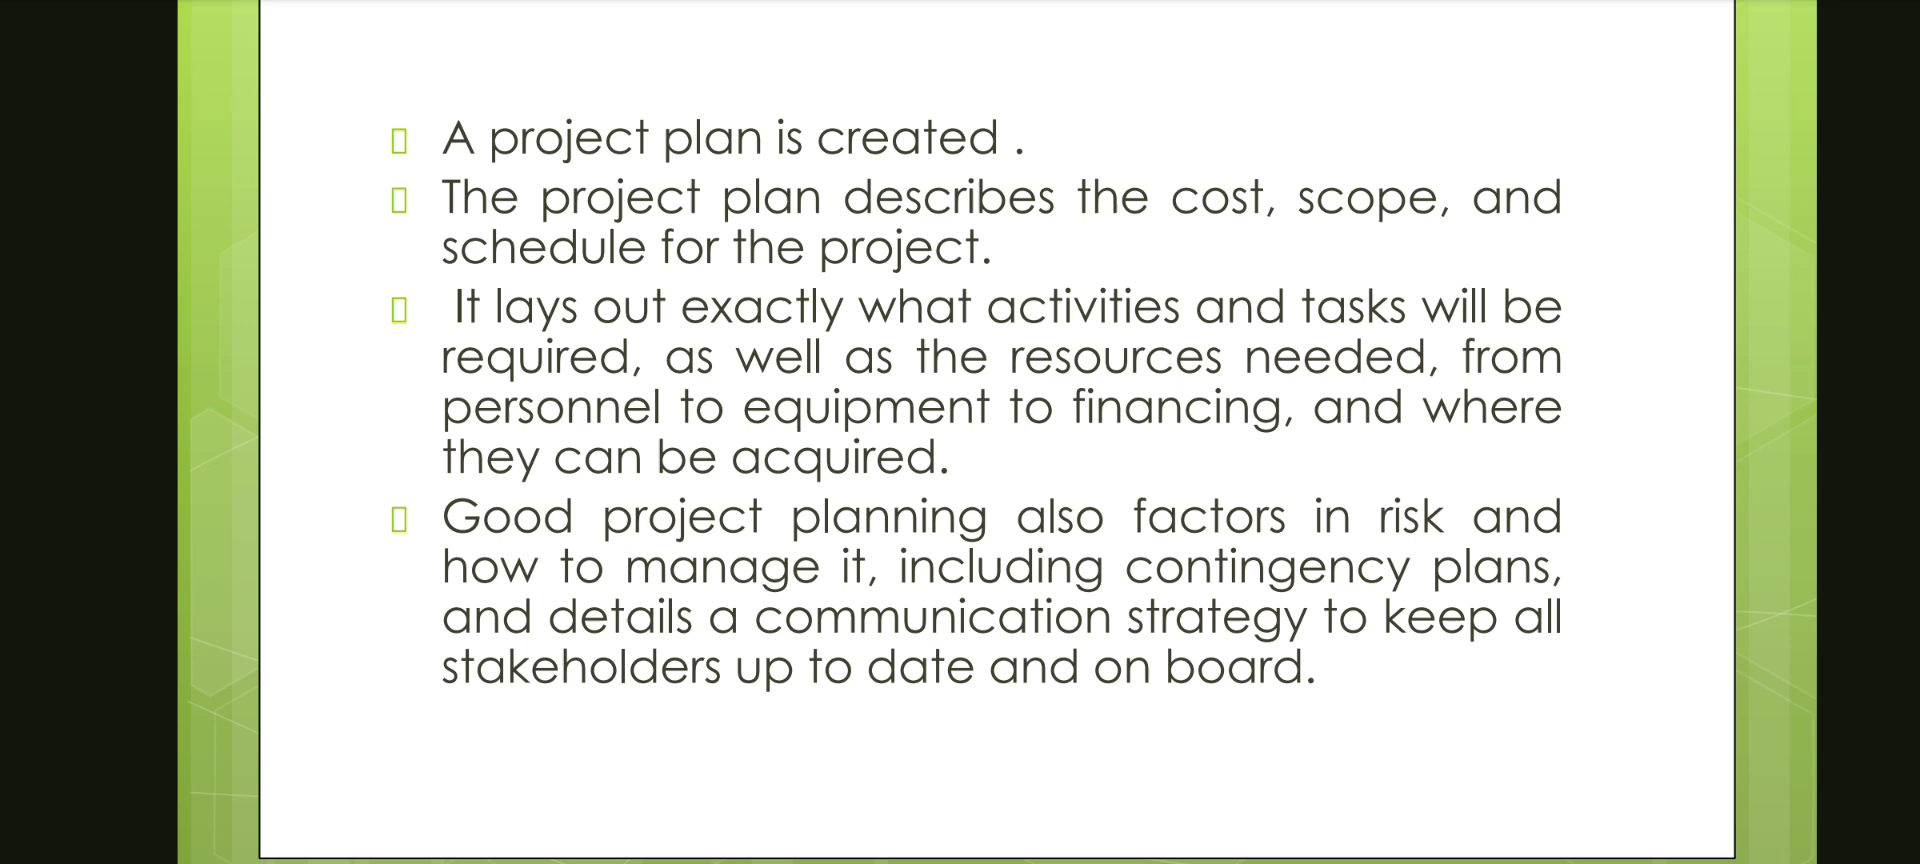 A project plan is created .
The project plan describes the cost, scope, and
schedule for the project.
It lays out exactly what activities and tasks will be
required, as well as the resources needed, from
personnel to equipment to financing, and where
they can be acquired.
Good project planning also factors in risk and
how to manage it, including contingency plans,
and details a communication strategy to keep all
stakeholders up to date and on board.